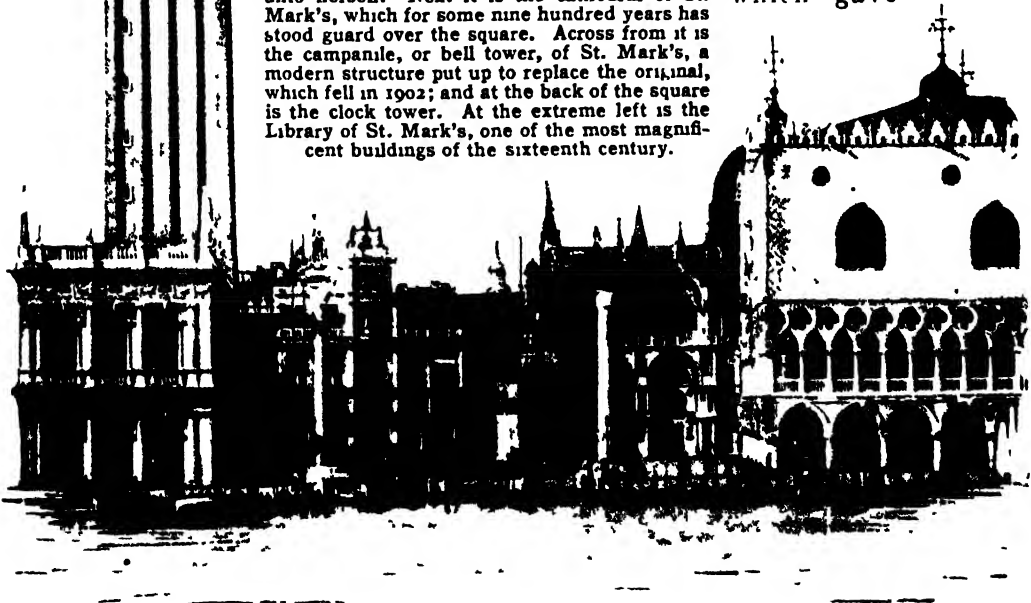 Mark's, which for some nine hundred years has
stood guard over the square. Across from it is
the campanile, or bell tower, of St. Mark's, a
modern structure put up to replace the original,
which fell in 1902; and at the back of the square
is the clock tower. At the extreme left is the
Library of St. Mark's, one of the most magnifi-
cent buildings of the sixteenth century.
which gave